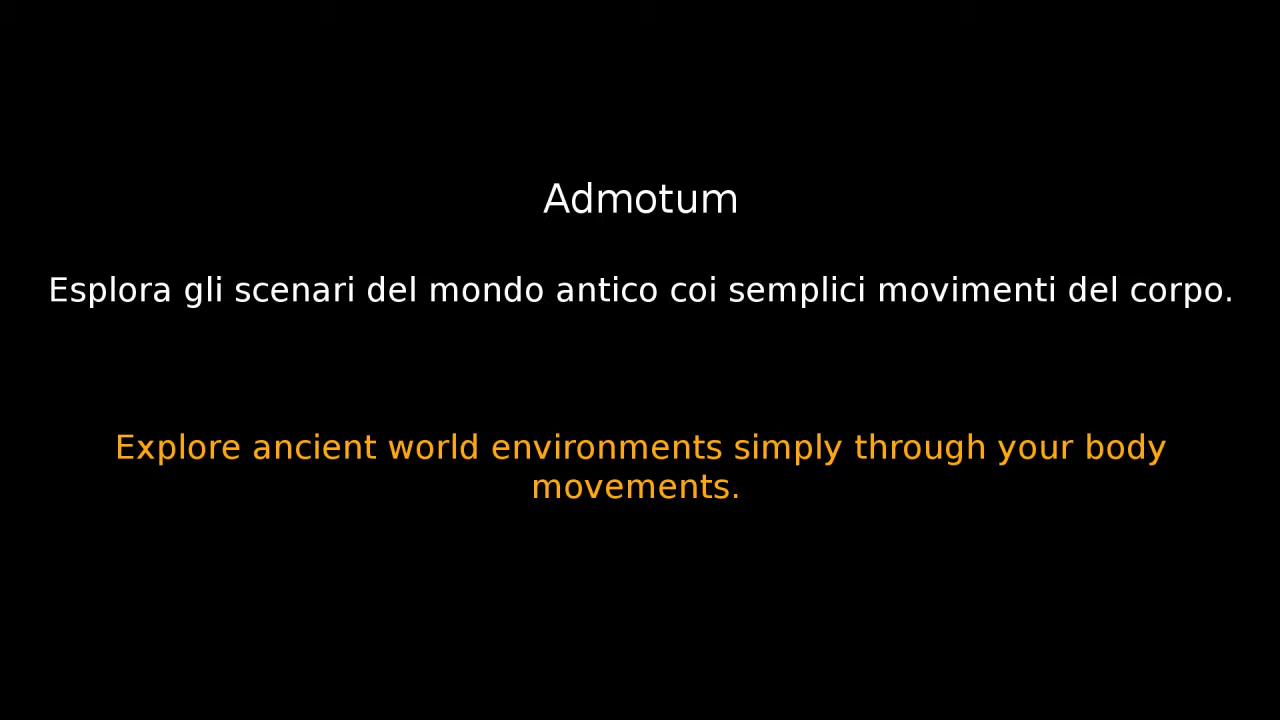 Admotum
Esplora gli scenari del mondo antico coi semplici movimenti del corpo.
Explore ancient world environments simply through your body
movements.